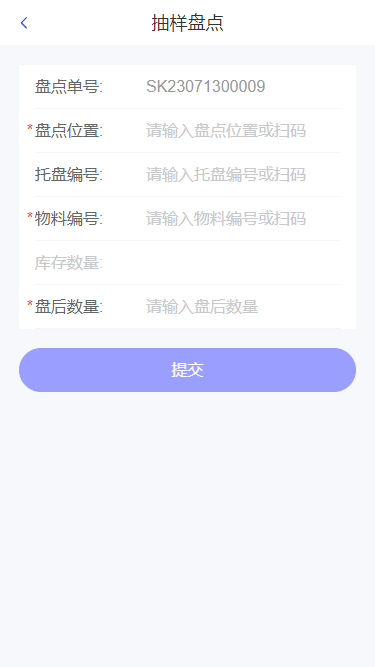 抽样盘点
盘点单号: SK23071300009
*盘点位置: 请输入盘点位置或扫码
托盘编号: 请输入托盘编号或扫码
*物料编号: 请输入物料编号或扫码
库存数量:
*盘后数量: 请输入盘后数量
提交